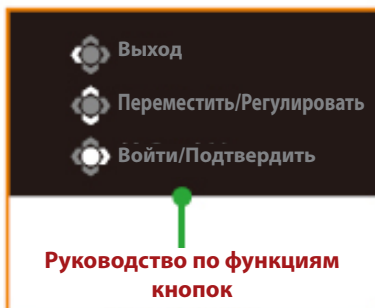 Выход
Переместить/Регулировать
Войти/Подтвердить
Руководство по функциям
кнопок